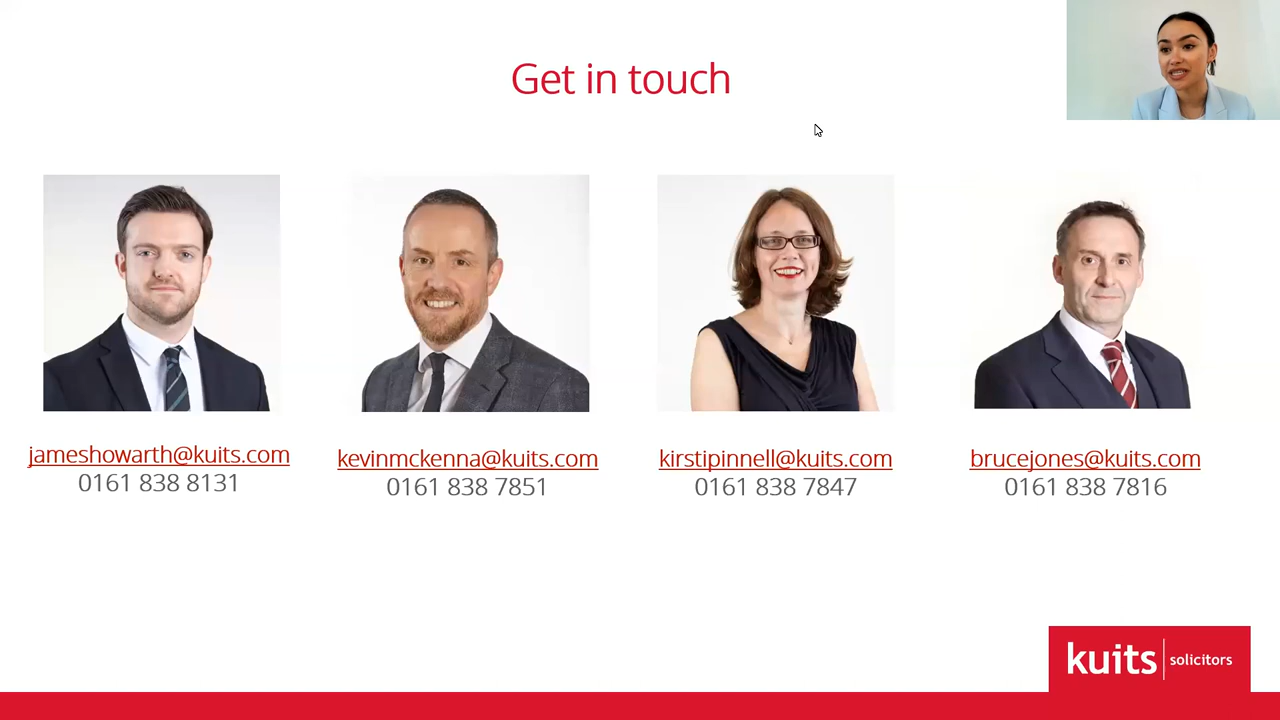 Get in touch
jameshowarth@kuits.com
0161 838 8131
kevinmckenna@kuits.com
0161 838 7851
kirstipinnell@kuits.com
0161 838 7847
brucejones@kuits.com
0161 838 7816
kuits solicitors